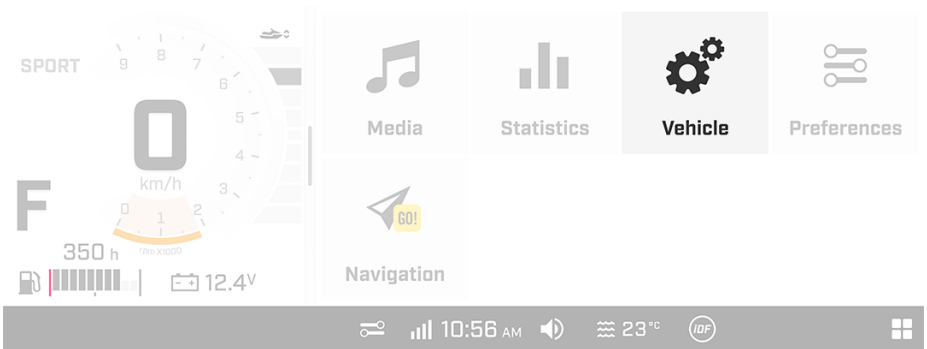 SPORT
9 8 7
6
5
4
3
0 1 2
rpm X1000
0
km/h
F
350 h
12.4V
Media
Statistics
Vehicle
Preferences
GO!
Navigation
10:56 AM
23°C
iDF